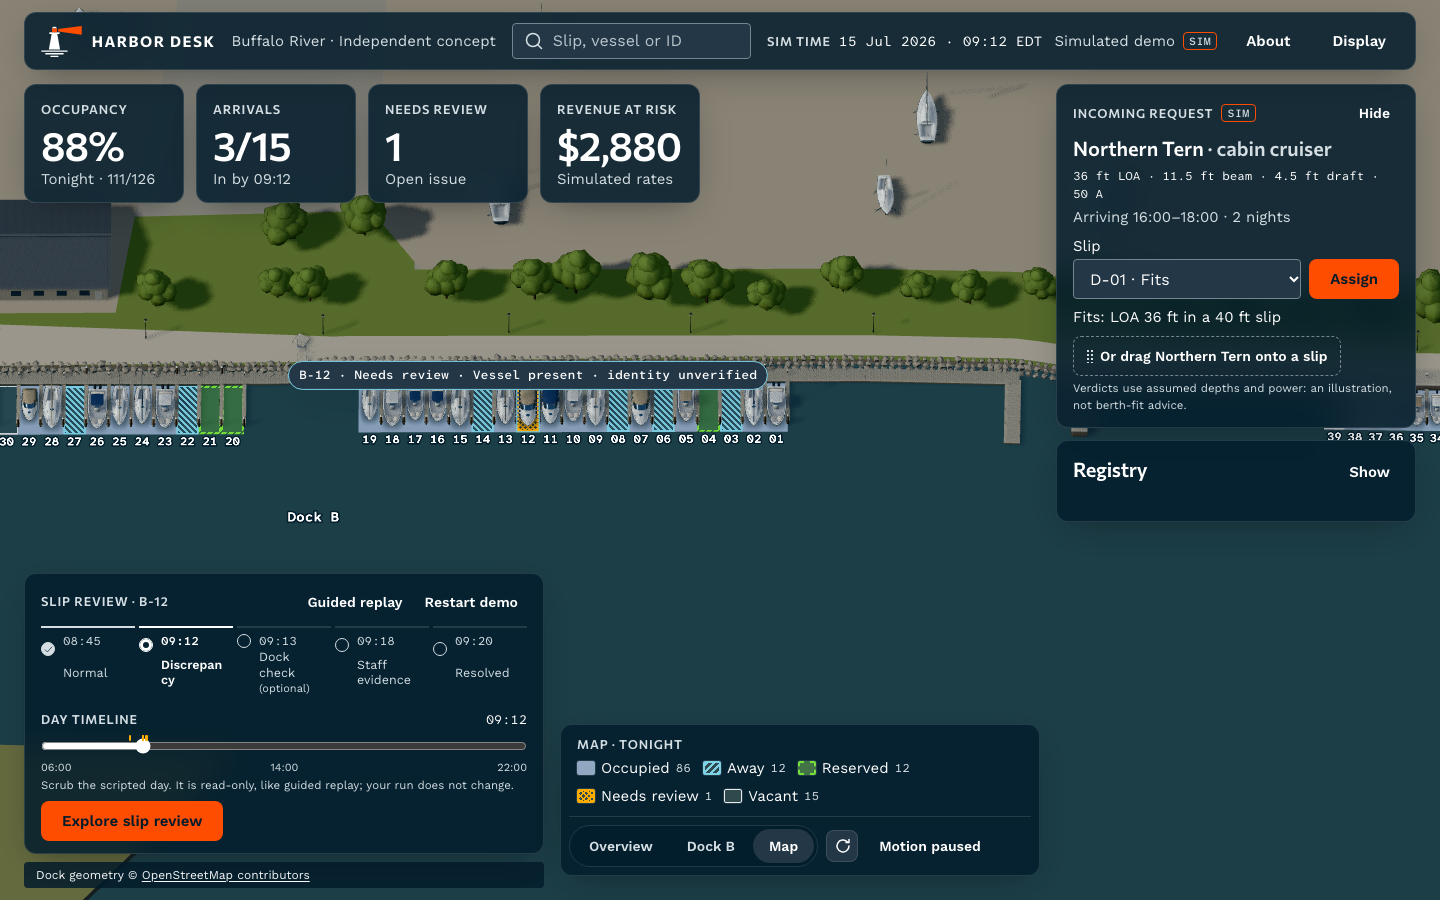 HARBOR DESK
Buffalo River · Independent concept
Slip, vessel or ID
SIM TIME 15 Jul 2026 · 09:12 EDT
Simulated demo SIM
About
Display
OCCUPANCY
88%
Tonight · 111/126
ARRIVALS
3/15
In by 09:12
NEEDS REVIEW
1
Open issue
REVENUE AT RISK
$2,880
Simulated rates
INCOMING REQUEST SIM
Hide
Northern Tern · cabin cruiser
36 ft LOA · 11.5 ft beam · 4.5 ft draft ·
50 A
Arriving 16:00–18:00 · 2 nights
Slip
D-01 · Fits
Assign
Fits: LOA 36 ft in a 40 ft slip
Or drag Northern Tern onto a slip
Verdicts use assumed depths and power: an illustration,
not berth-fit advice.
B-12 · Needs review · Vessel present · identity unverified
30 29 28 27 26 25 24 23 22 21 20
19 18 17 16 15 14 13 12 11 10 09 08 07 06 05 04 03 02 01
39 38 37 36 35 34
Dock B
Registry
Show
SLIP REVIEW · B-12
Guided replay
Restart demo
08:45
Normal
09:12
Discrepan
cy
09:13
Dock
check
(optional)
09:18
Staff
evidence
09:20
Resolved
DAY TIMELINE
09:12
06:00
14:00
22:00
Scrub the scripted day. It is read-only, like guided replay; your run does not change.
Explore slip review
Dock geometry © OpenStreetMap contributors
MAP · TONIGHT
Occupied 86
Away 12
Reserved 12
Needs review 1
Vacant 15
Overview
Dock B
Map
Motion paused